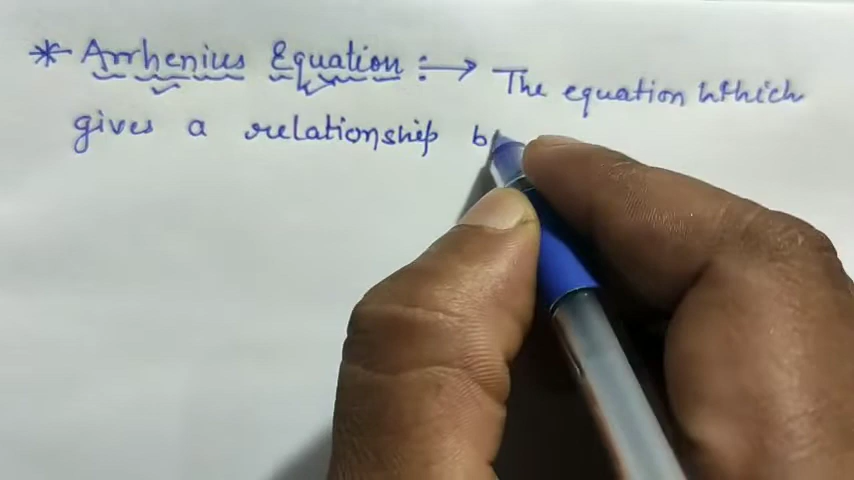 * Arrhenius Equation :→ The equation which
gives a relationship b